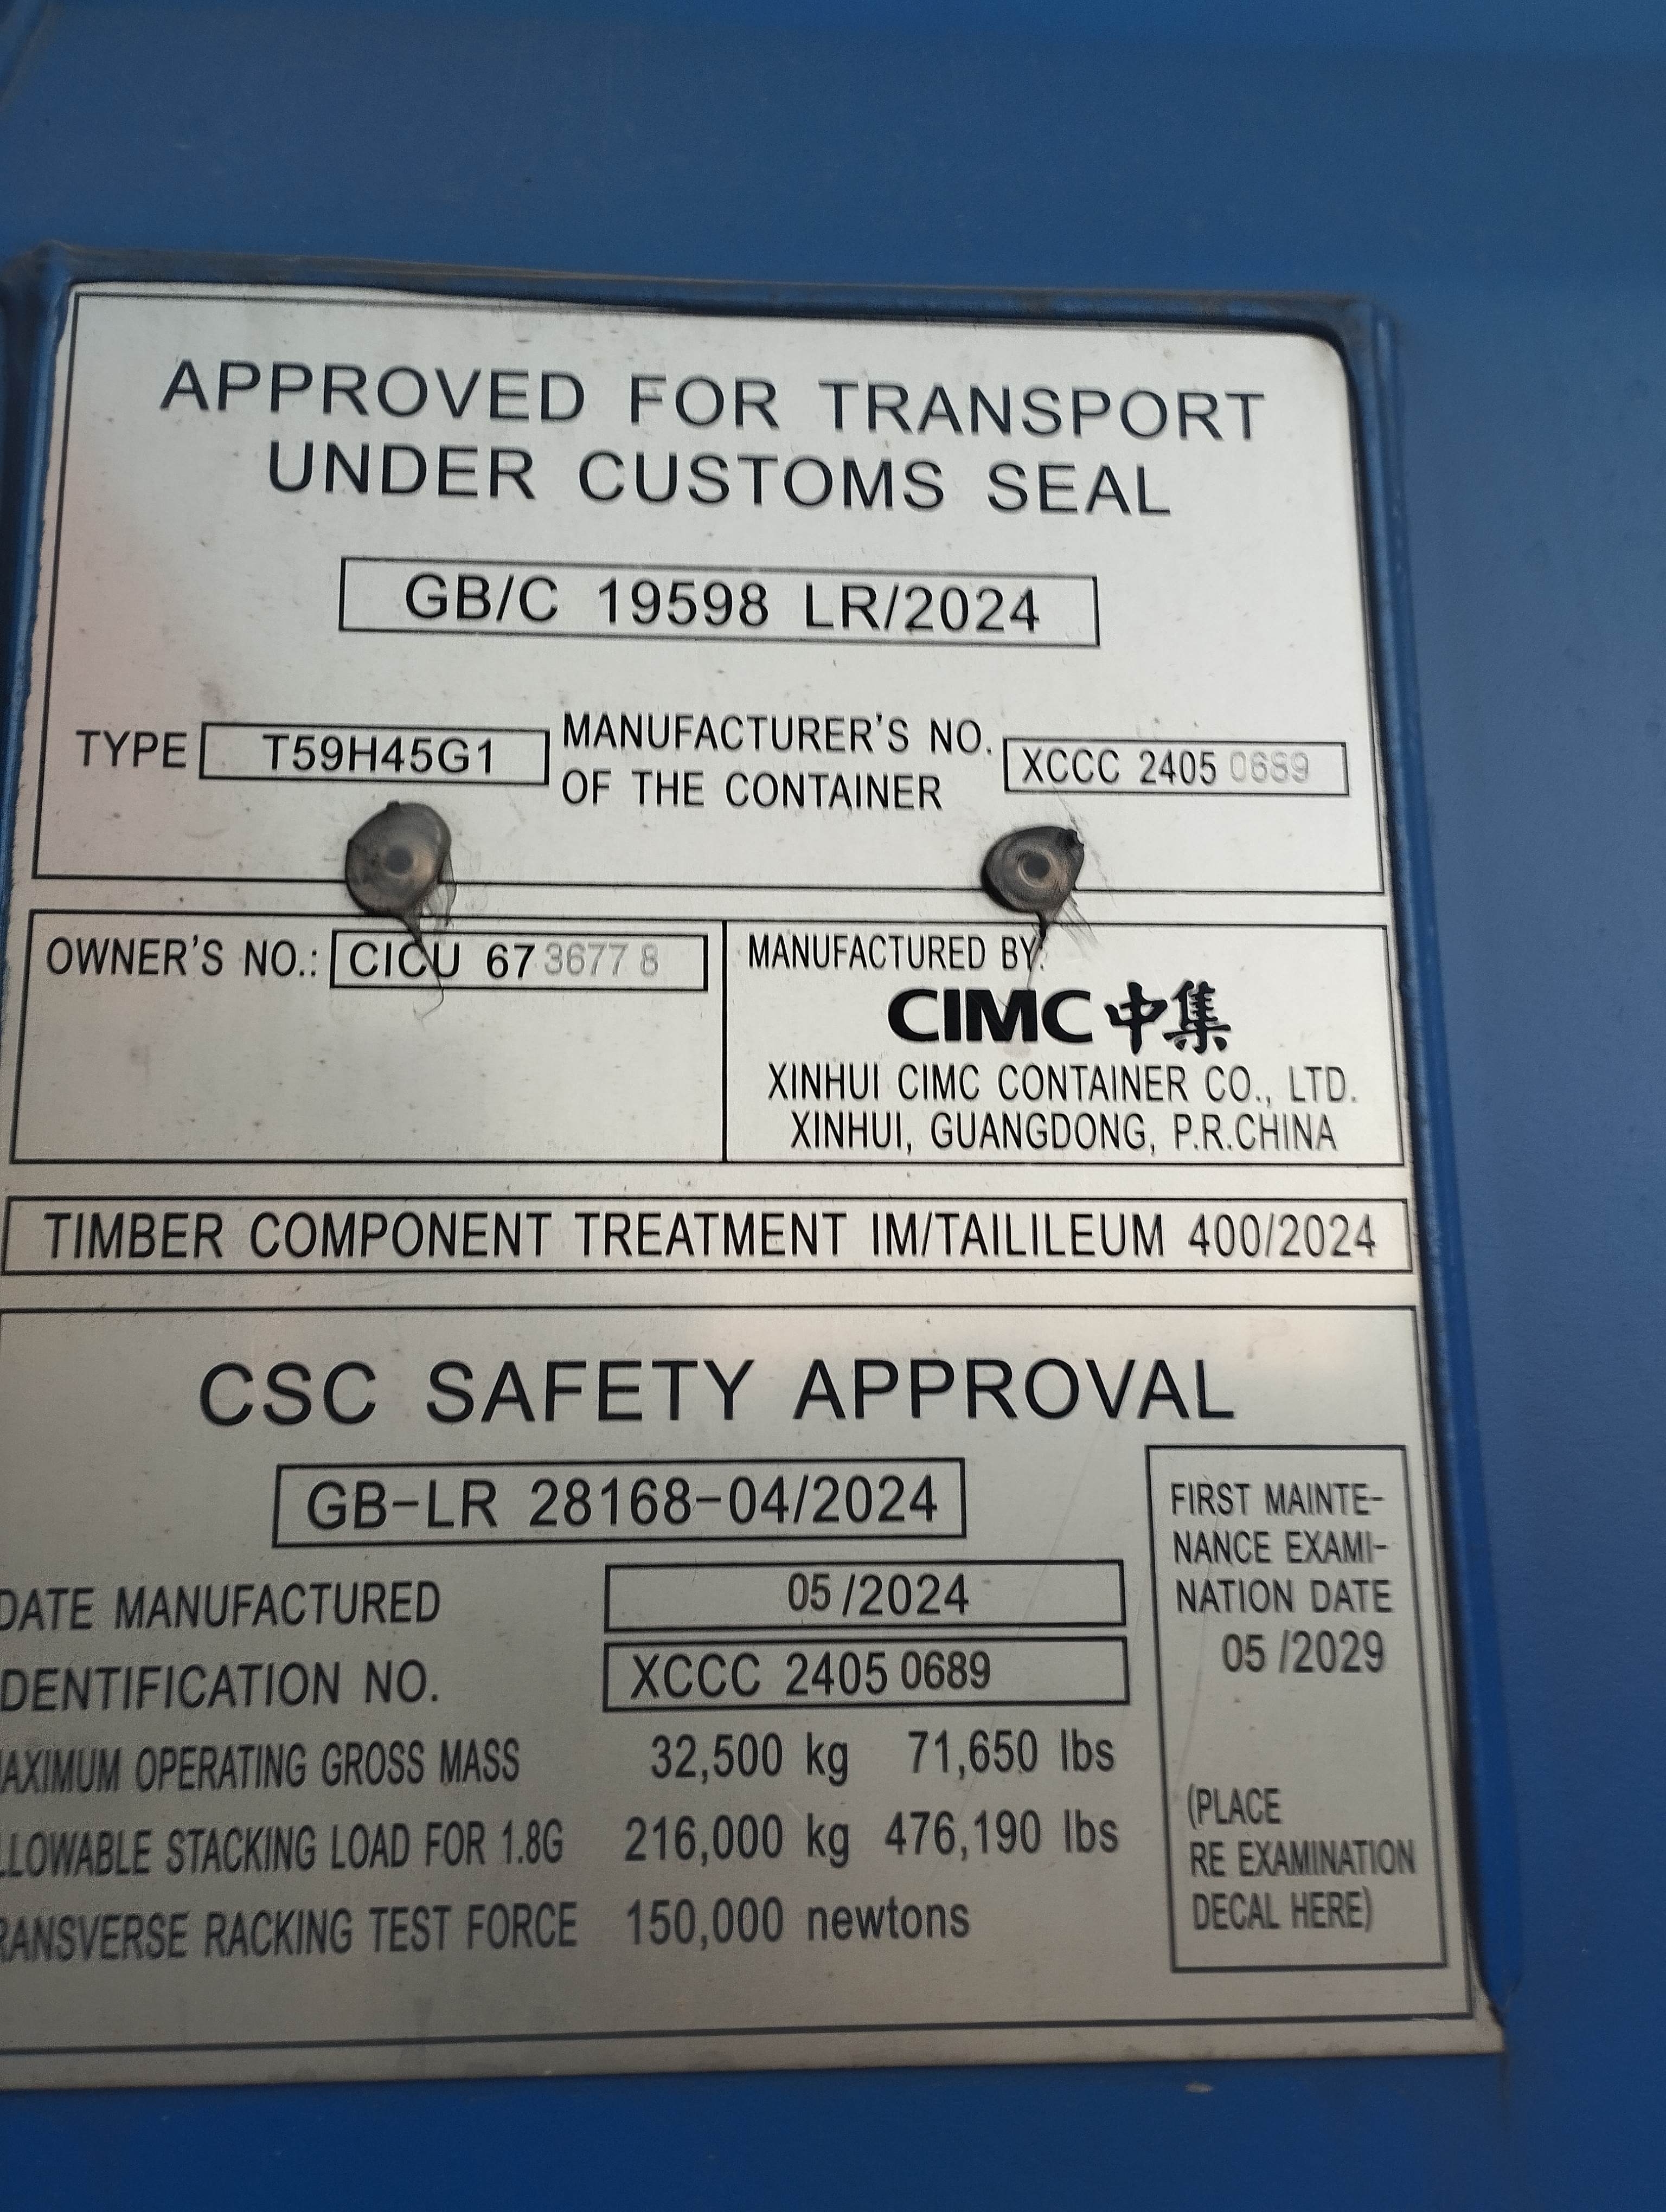 APPROVED FOR TRANSPORT
UNDER CUSTOMS SEAL
GB/C 19598 LR/2024
TYPE T59H45G1 MANUFACTURER'S NO. OF THE CONTAINER XCCC 2405 0689
OWNER'S NO.: CICU 67 3677 8
MANUFACTURED BY:
CIMC 中集
XINHUI CIMC CONTAINER CO., LTD.
XINHUI, GUANGDONG, P.R.CHINA
TIMBER COMPONENT TREATMENT IM/TAILILEUM 400/2024
CSC SAFETY APPROVAL
GB-LR 28168-04/2024
DATE MANUFACTURED 05 /2024
IDENTIFICATION NO. XCCC 2405 0689
MAXIMUM OPERATING GROSS MASS 32,500 kg 71,650 lbs
ALLOWABLE STACKING LOAD FOR 1.8G 216,000 kg 476,190 lbs
TRANSVERSE RACKING TEST FORCE 150,000 newtons
FIRST MAINTE-
NANCE EXAMI-
NATION DATE
05 /2029
(PLACE
RE EXAMINATION
DECAL HERE)